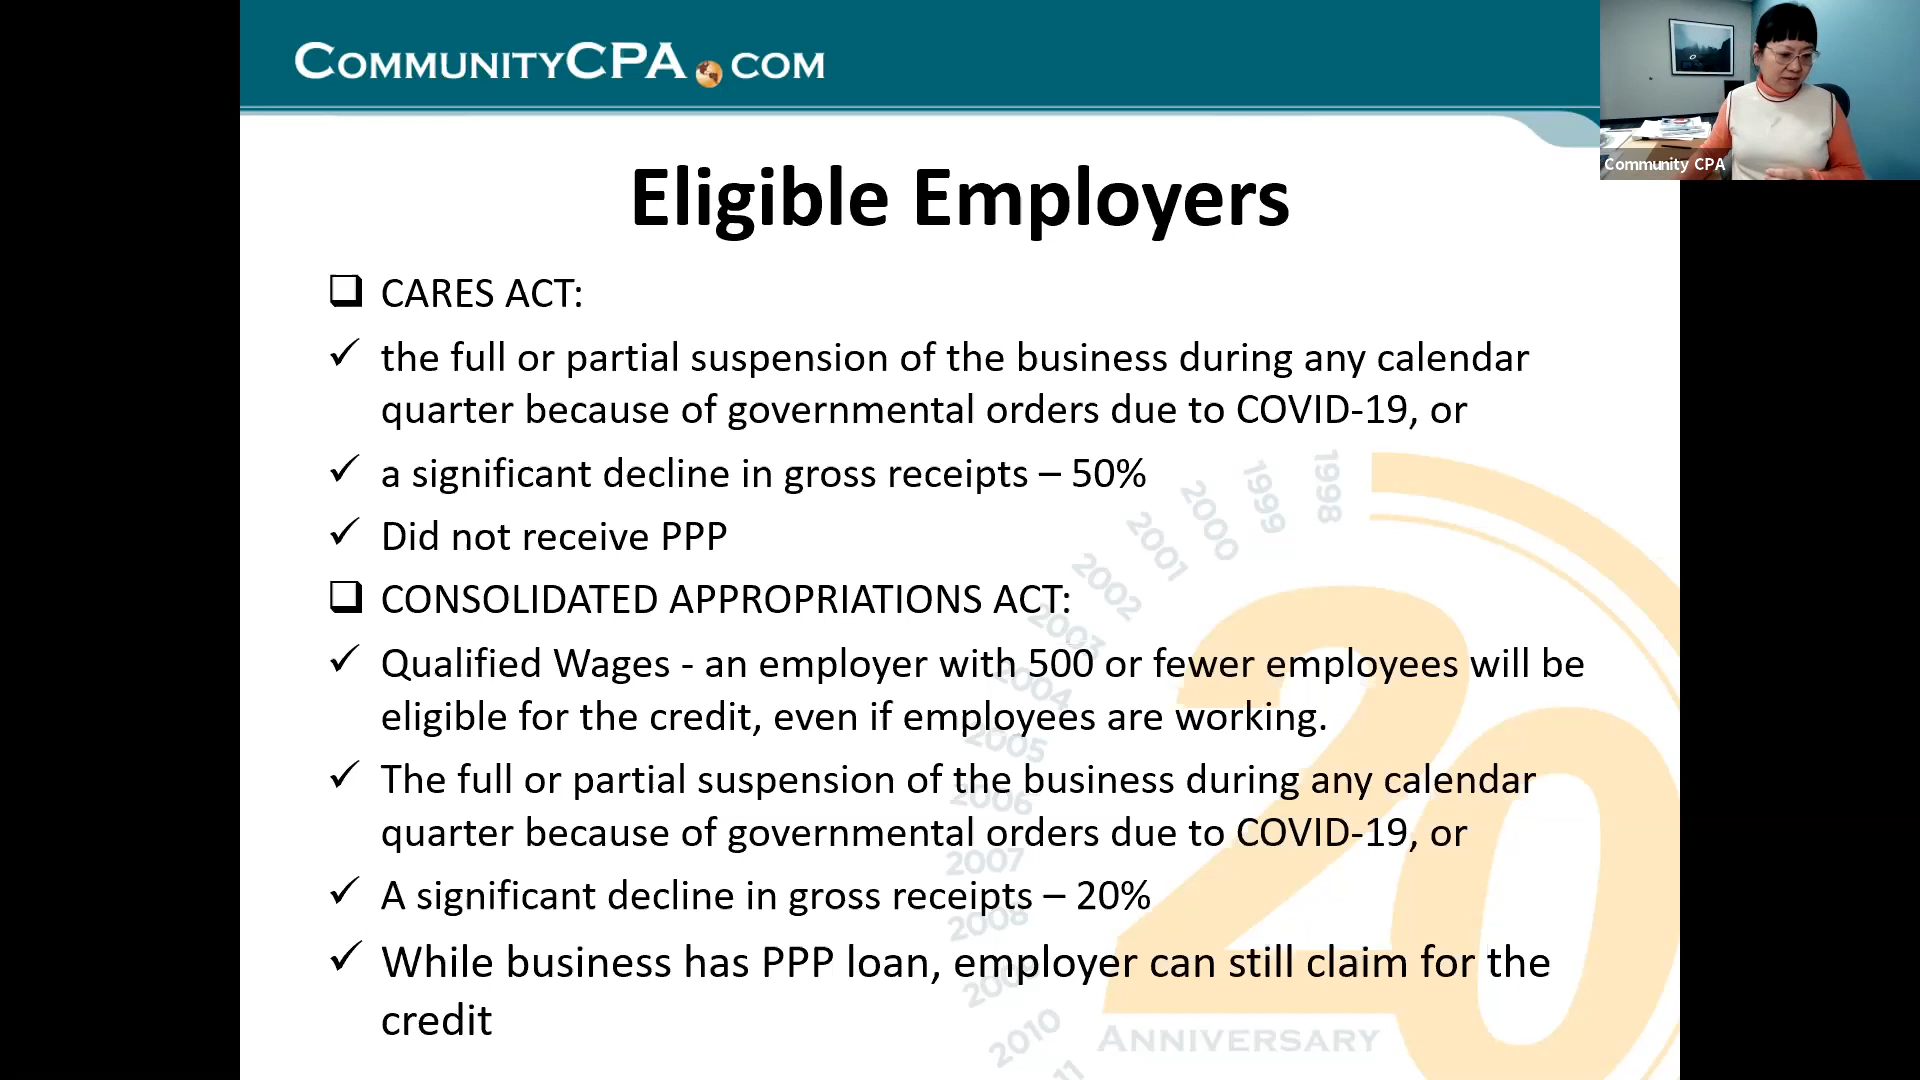 COMMUNITYCPA.COM
Community CPA
Eligible Employers
CARES ACT:
the full or partial suspension of the business during any calendar
quarter because of governmental orders due to COVID-19, or
a significant decline in gross receipts – 50%
Did not receive PPP
CONSOLIDATED APPROPRIATIONS ACT:
Qualified Wages - an employer with 500 or fewer employees will be
eligible for the credit, even if employees are working.
The full or partial suspension of the business during any calendar
quarter because of governmental orders due to COVID-19, or
A significant decline in gross receipts – 20%
While business has PPP loan, employer can still claim for the
credit
1998
1999
2000
2001
2002
2003
2004
2005
2006
2007
2008
2010
20
ANNIVERSARY